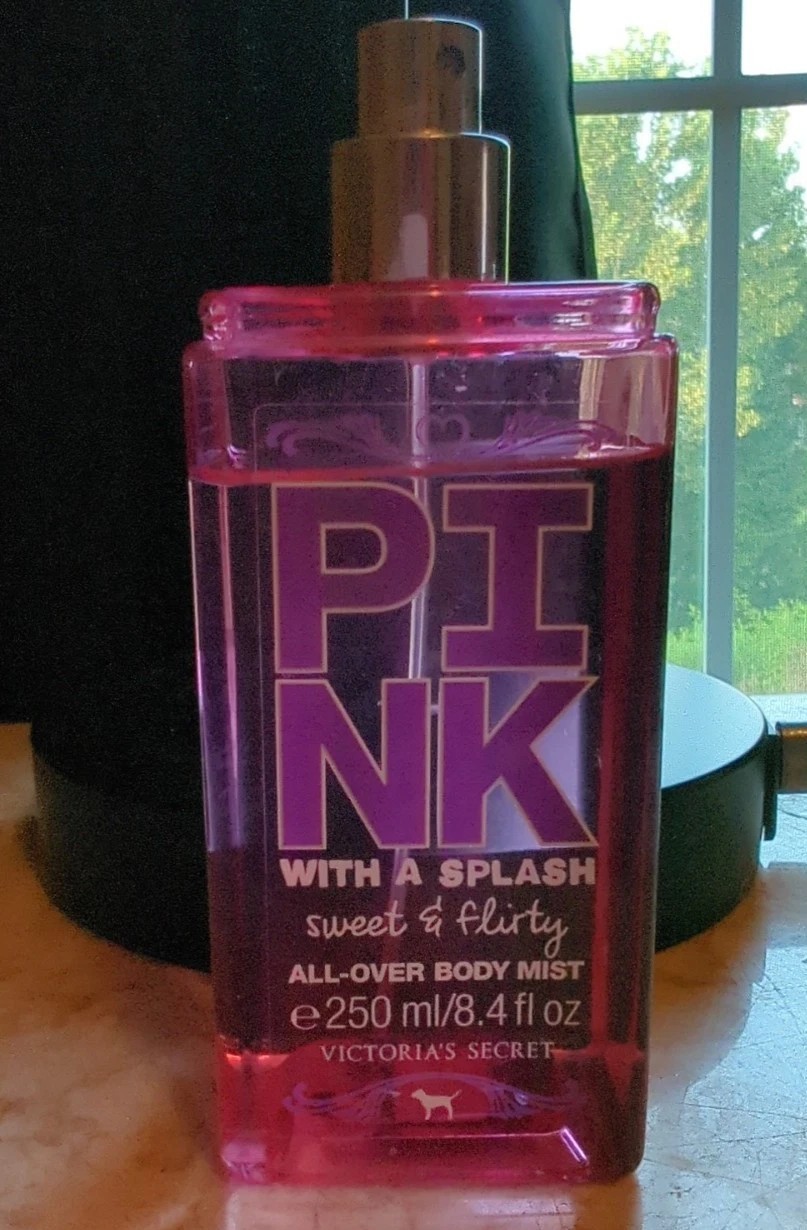 PI
NK
WITH A SPLASH
sweet & flirty
ALL-OVER BODY MIST
℮250 ml/8.4 fl oz
VICTORIA'S SECRET